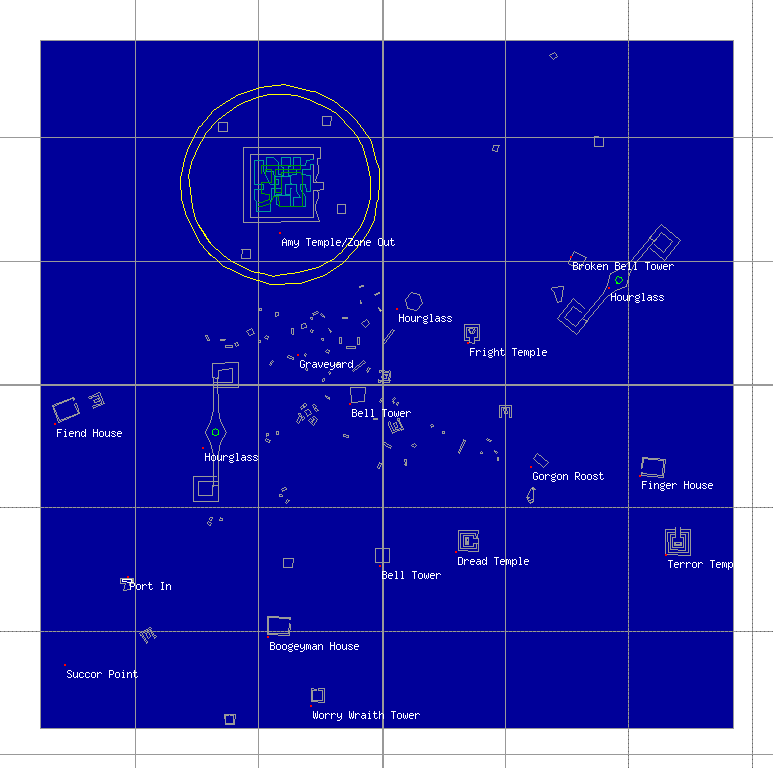 Amy Temple/Zone Out
Broken Bell Tower
Hourglass
Hourglass
Fright Temple
Graveyard
Bell Tower
Fiend House
Hourglass
Gorgon Roost
Finger House
Dread Temple
Terror Temp
Bell Tower
Port In
Boogeyman House
Succor Point
Worry Wraith Tower